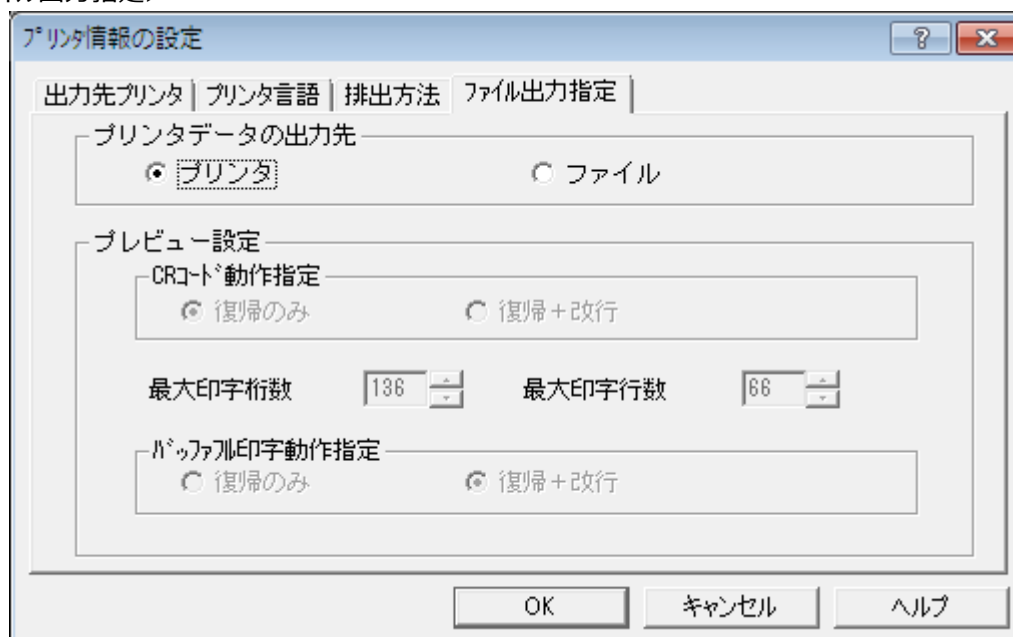 ﾌﾟﾘﾝﾀ情報の設定
出力先プリンタ プリンタ言語 排出方法 ﾌｧｲﾙ出力指定
プリンタデータの出力先
プリンタ ファイル
プレビュー設定
CRｺｰﾄﾞ動作指定
復帰のみ 復帰+改行
最大印字桁数 136 最大印字行数 66
ﾊﾞｯﾌｧﾌﾙ印字動作指定
復帰のみ 復帰+改行
OK キャンセル ヘルプ